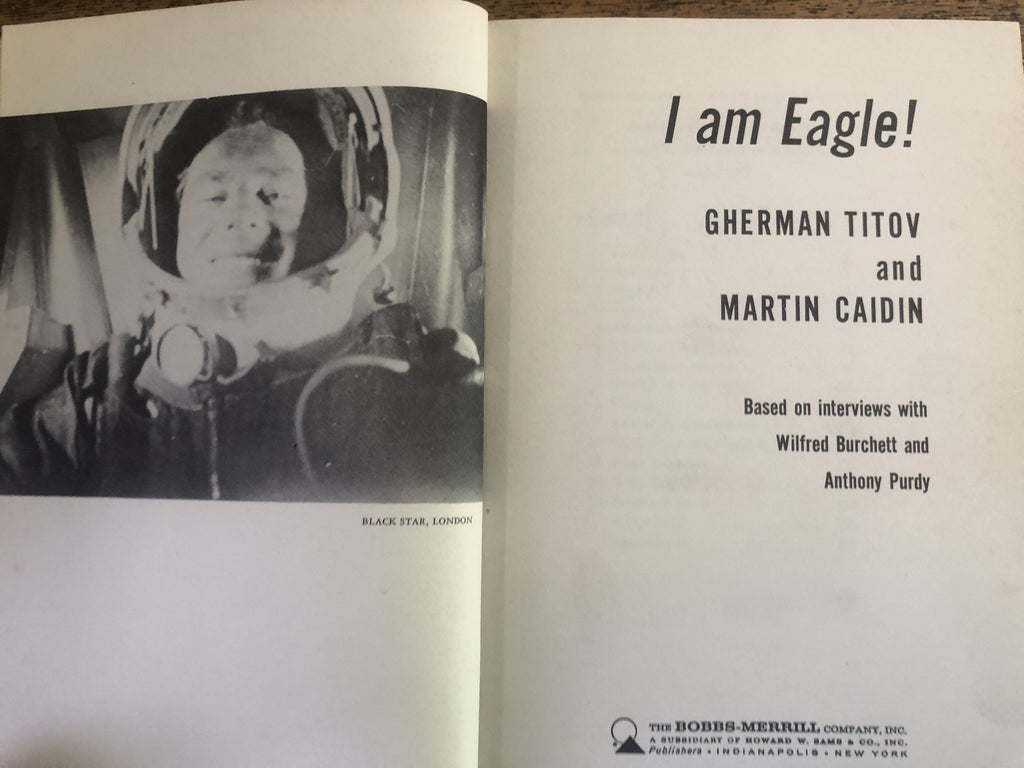 BLACK STAR, LONDON
I am Eagle!
GHERMAN TITOV
and
MARTIN CAIDIN
Based on interviews with
Wilfred Burchett and
Anthony Purdy
THE BOBBS-MERRILL COMPANY, INC.
A SUBSIDIARY OF HOWARD W. SAMS & CO., INC.
Publishers • INDIANAPOLIS • NEW YORK